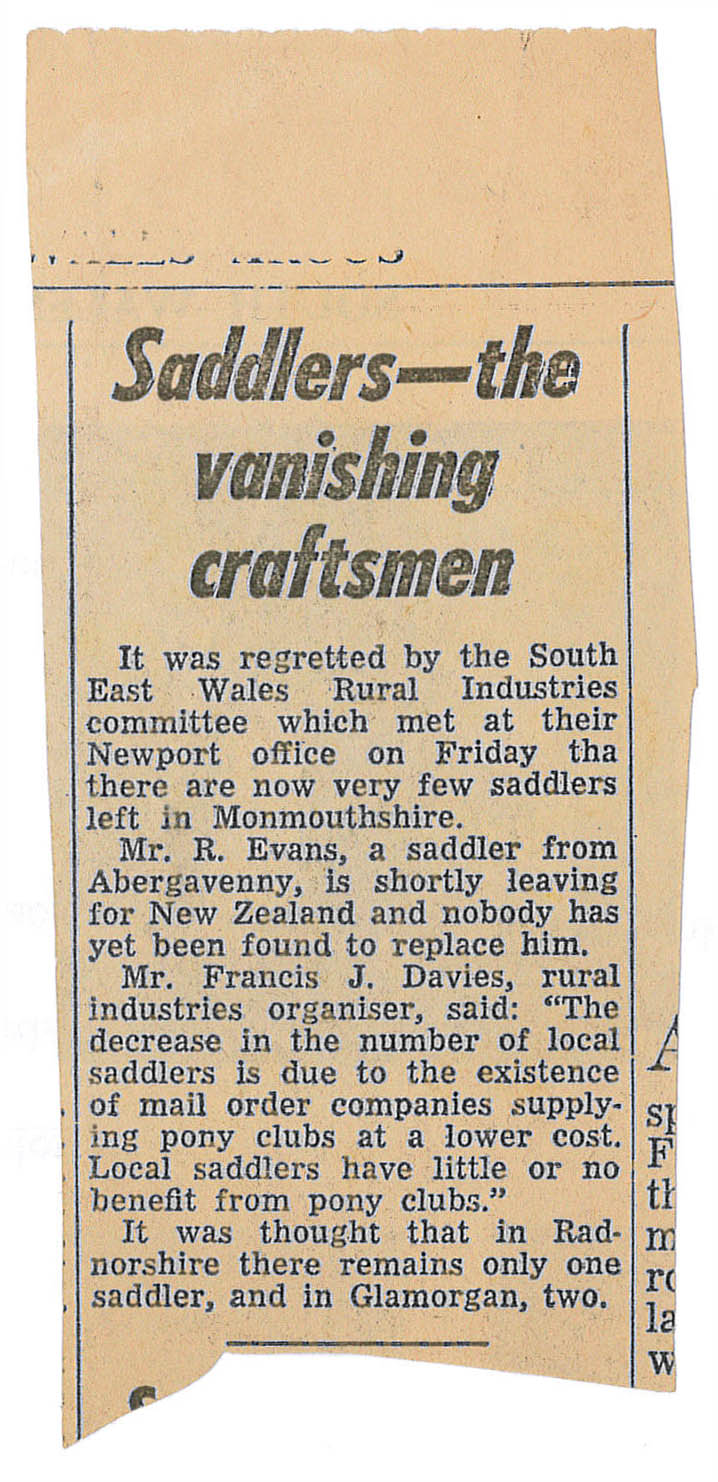 Saddlers—the
vanishing
craftsmen
It was regretted by the South
East Wales Rural Industries
committee which met at their
Newport office on Friday tha
there are now very few saddlers
left in Monmouthshire.
Mr. R. Evans, a saddler from
Abergavenny, is shortly leaving
for New Zealand and nobody has
yet been found to replace him.
Mr. Francis J. Davies, rural
industries organiser, said: “The
decrease in the number of local
saddlers is due to the existence
of mail order companies supply-
ing pony clubs at a lower cost.
Local saddlers have little or no
benefit from pony clubs.”
It was thought that in Rad-
norshire there remains only one
saddler, and in Glamorgan, two.